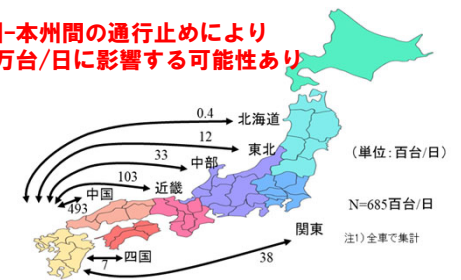 -本州間の通行止めにより
万台/日に影響する可能性あり
0.4
北海道
12
東北
33
中部
(単位:百台/日)
103
近畿
中国
493
N=685百台/日
関東
注1)全車で集計
四国
7
38